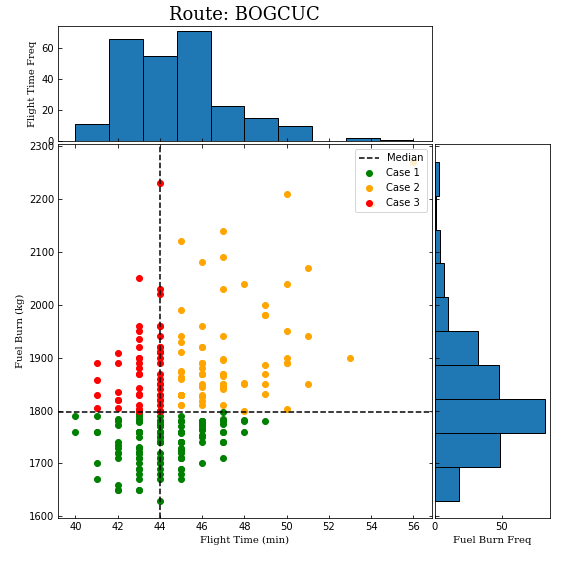 Route: BOGCUC
Flight Time Freq
60
40
20
0
Median
Case 1
Case 2
Case 3
Fuel Burn (kg)
2300
2200
2100
2000
1900
1800
1700
1600
40 42 44 46 48 50 52 54 56
Flight Time (min)
0 50
Fuel Burn Freq